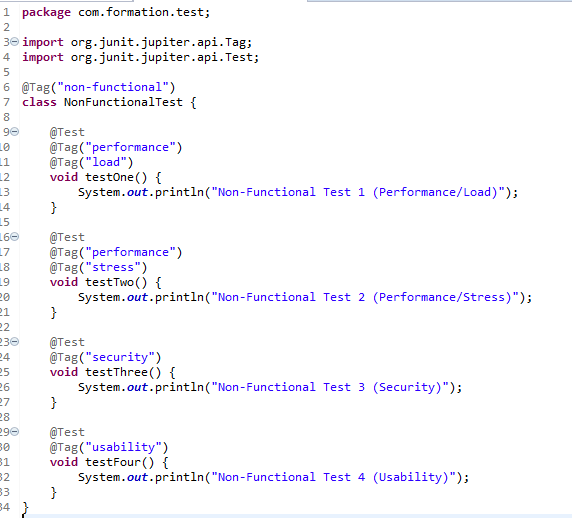 1 package com.formation.test;
2
3 import org.junit.jupiter.api.Tag;
4 import org.junit.jupiter.api.Test;
5
6 @Tag("non-functional")
7 class NonFunctionalTest {
8
9 @Test
10 @Tag("performance")
11 @Tag("load")
12 void testOne() {
13 System.out.println("Non-Functional Test 1 (Performance/Load)");
14 }
15
16 @Test
17 @Tag("performance")
18 @Tag("stress")
19 void testTwo() {
20 System.out.println("Non-Functional Test 2 (Performance/Stress)");
21 }
22
23 @Test
24 @Tag("security")
25 void testThree() {
26 System.out.println("Non-Functional Test 3 (Security)");
27 }
28
29 @Test
30 @Tag("usability")
31 void testFour() {
32 System.out.println("Non-Functional Test 4 (Usability)");
33 }
34 }